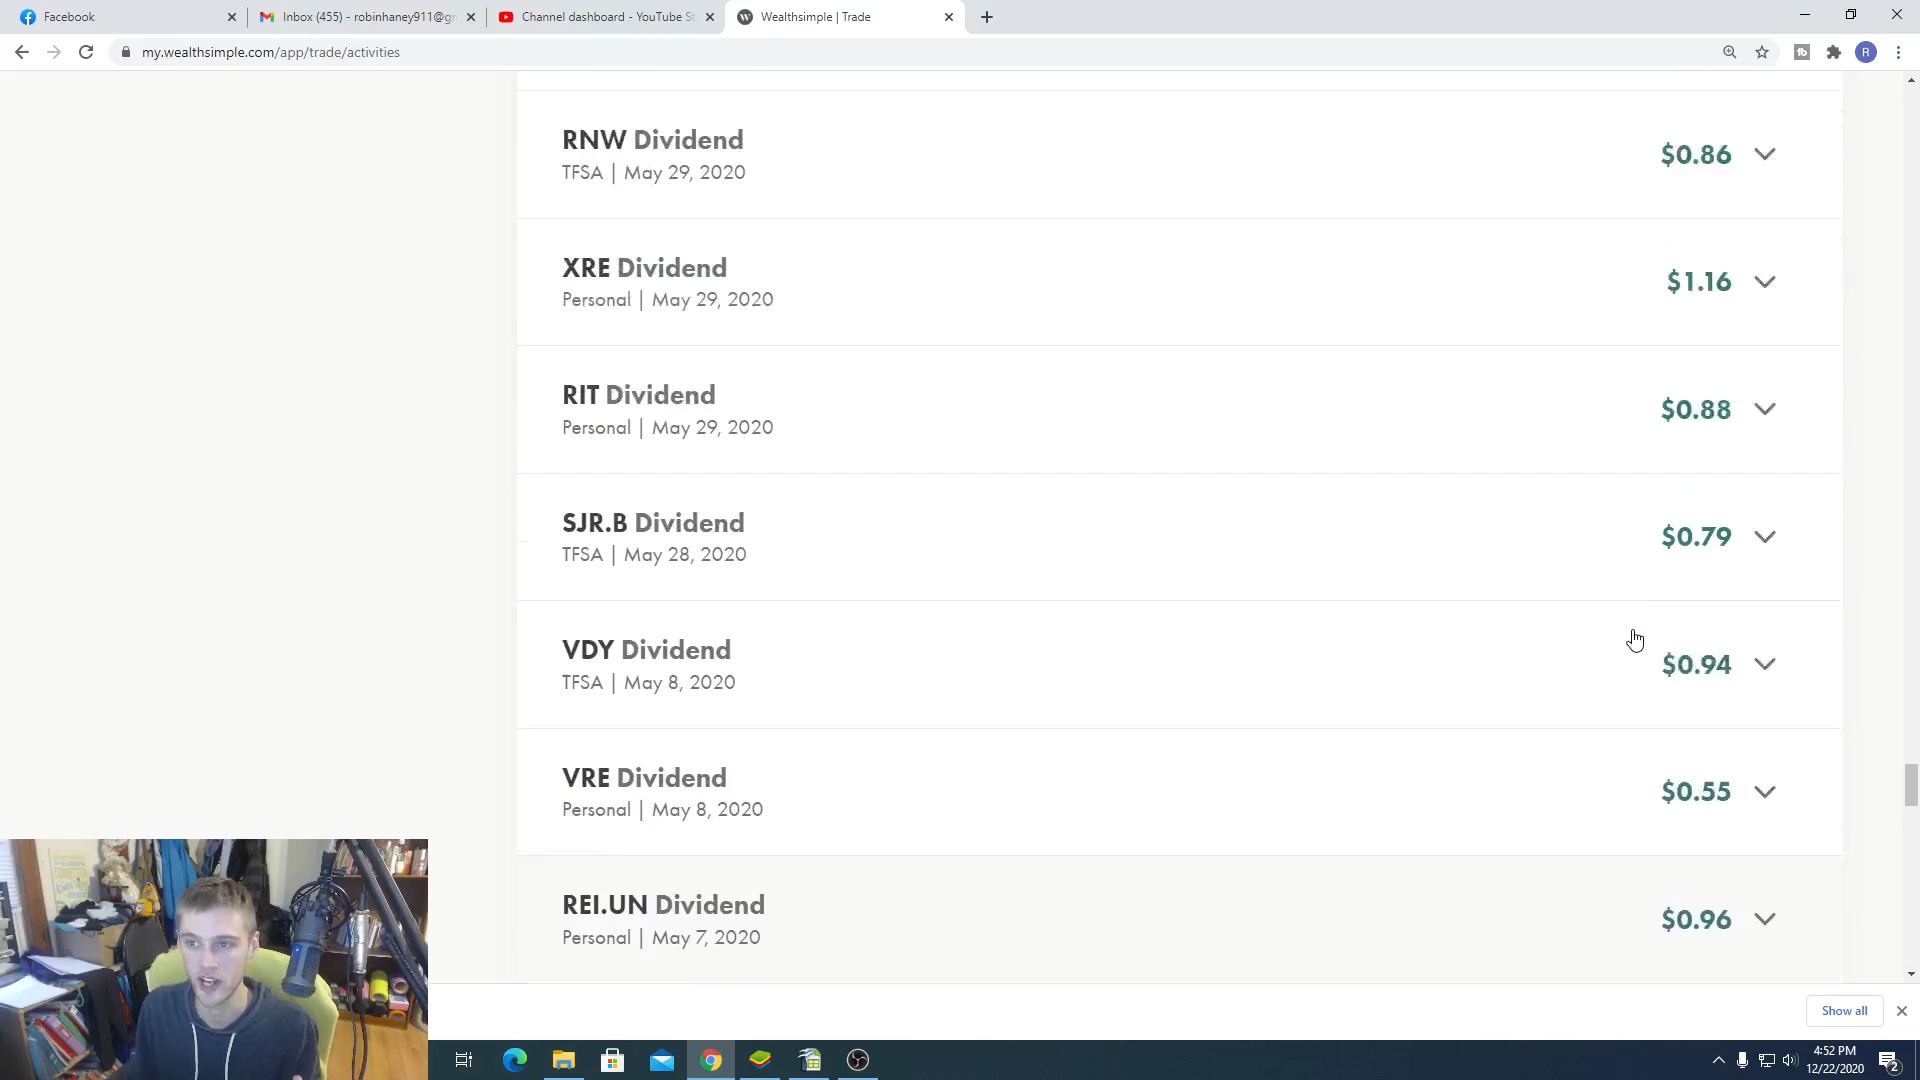 Facebook
Inbox (455) - robinhaney911@gm
Channel dashboard - YouTube St
Wealthsimple | Trade
my.wealthsimple.com/app/trade/activities
R
RNW Dividend
TFSA | May 29, 2020
$0.86
XRE Dividend
Personal | May 29, 2020
$1.16
RIT Dividend
Personal | May 29, 2020
$0.88
SJR.B Dividend
TFSA | May 28, 2020
$0.79
VDY Dividend
TFSA | May 8, 2020
$0.94
VRE Dividend
Personal | May 8, 2020
$0.55
REI.UN Dividend
Personal | May 7, 2020
$0.96
Show all
4:52 PM
12/22/2020
2